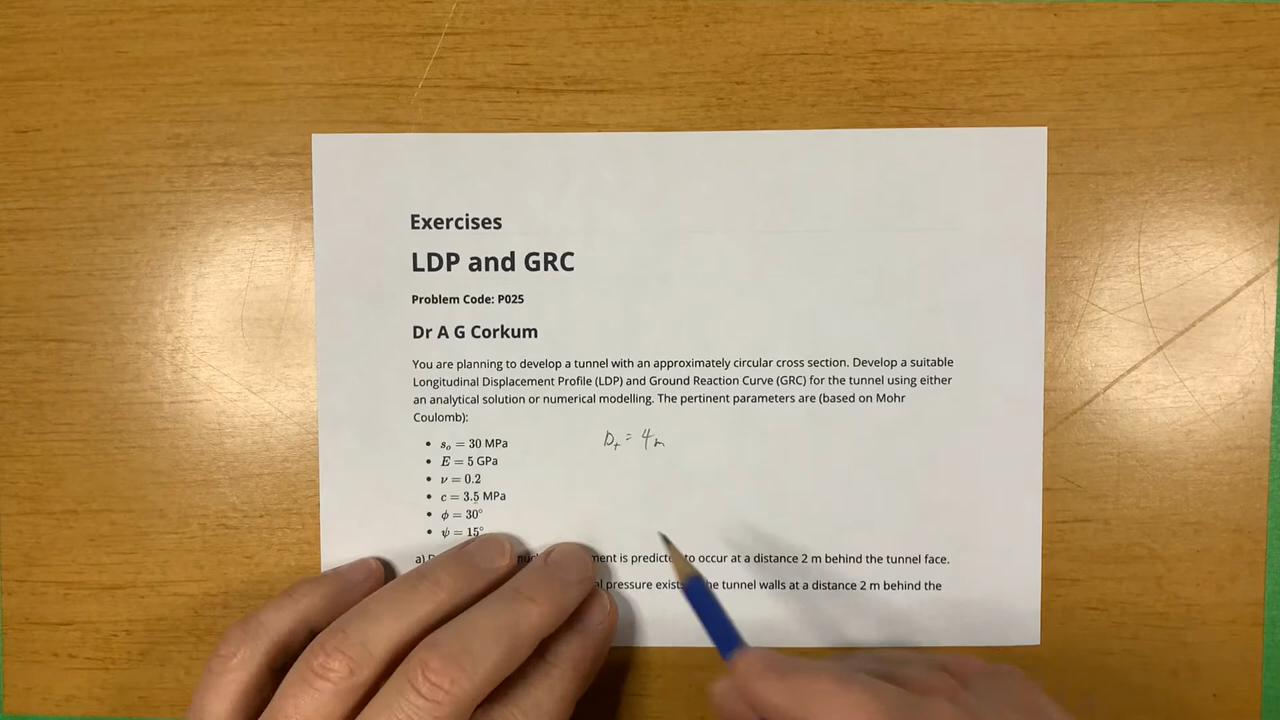 Exercises
LDP and GRC
Problem Code: P025
Dr A G Corkum
You are planning to develop a tunnel with an approximately circular cross section. Develop a suitable
Longitudinal Displacement Profile (LDP) and Ground Reaction Curve (GRC) for the tunnel using either
an analytical solution or numerical modelling. The pertinent parameters are (based on Mohr
Coulomb):
• sₒ = 30 MPa
D_t = 4m
• E = 5 GPa
• ν = 0.2
• c = 3.5 MPa
• ϕ = 30°
• ψ = 15°
a) is predicted to occur at a distance 2 m behind the tunnel face.
pressure exists tunnel walls at a distance 2 m behind the